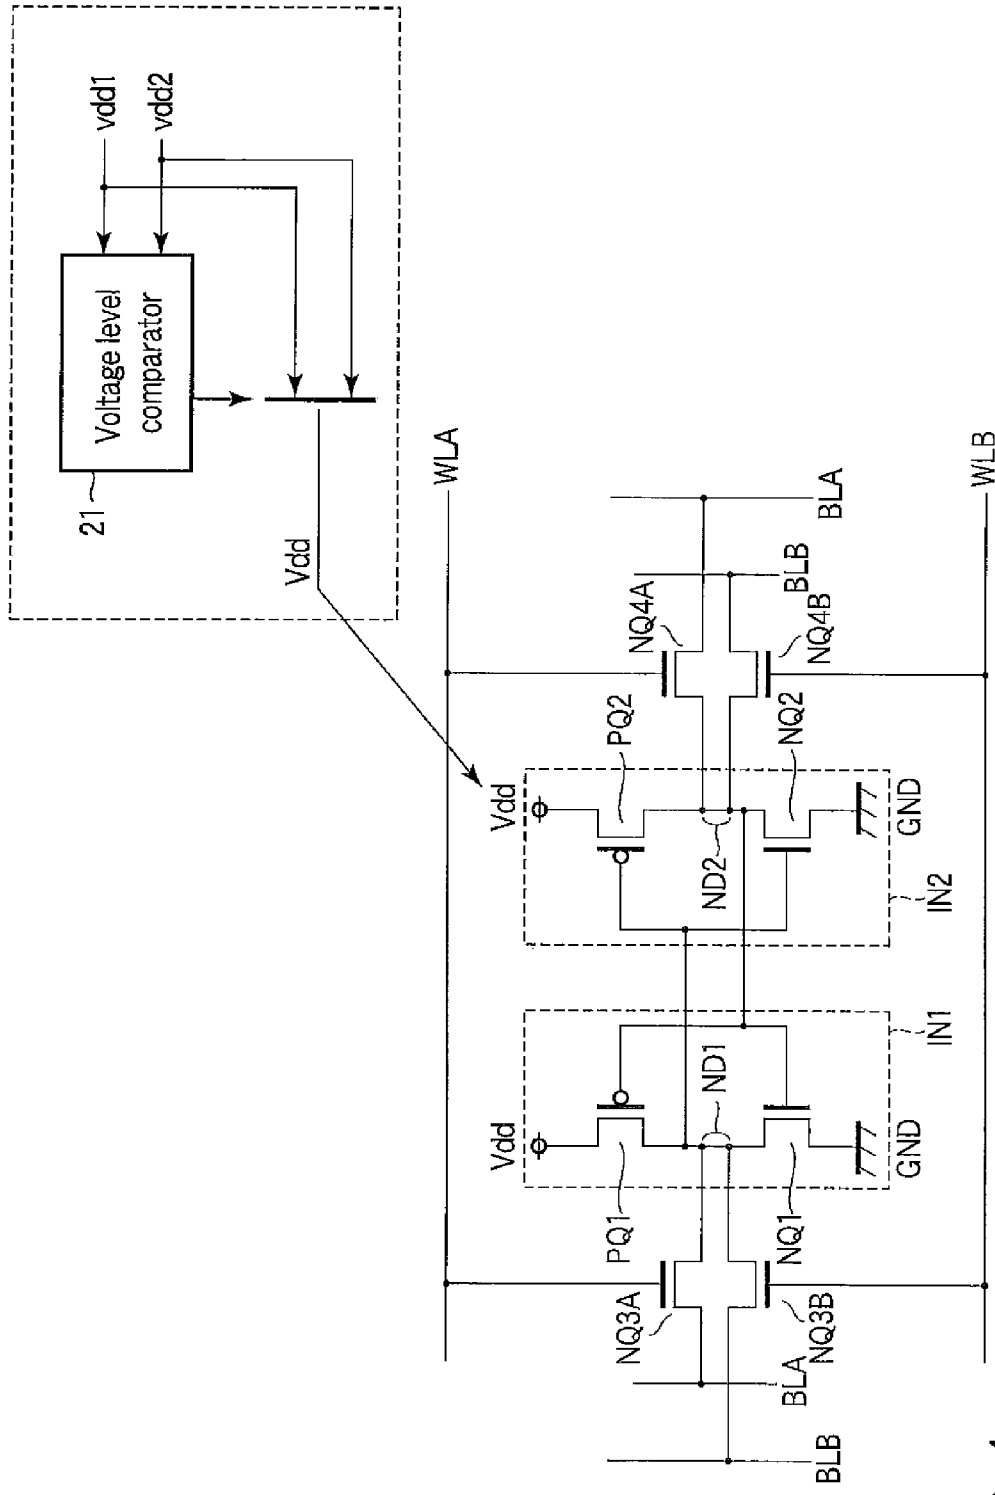 vdd1
vdd2
Voltage level
comparator
21
Vdd
WLA
BLB
BLA
BLA
BLB
NQ3A
NQ3B
NQ4A
NQ4B
Vdd
Vdd
PQ1
PQ2
ND1
ND2
NQ1
NQ2
GND
GND
IN1
IN2
WLB